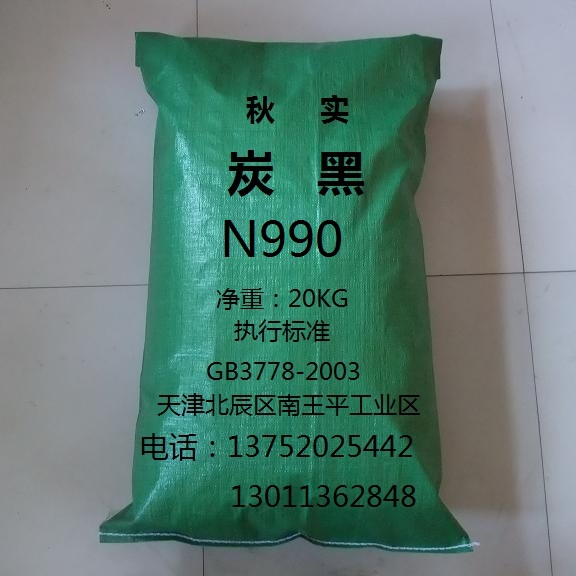 秋 实
炭 黑
N990
净重：20KG
执行标准
GB3778-2003
天津北辰区南王平工业区
电话：13752025442
13011362848